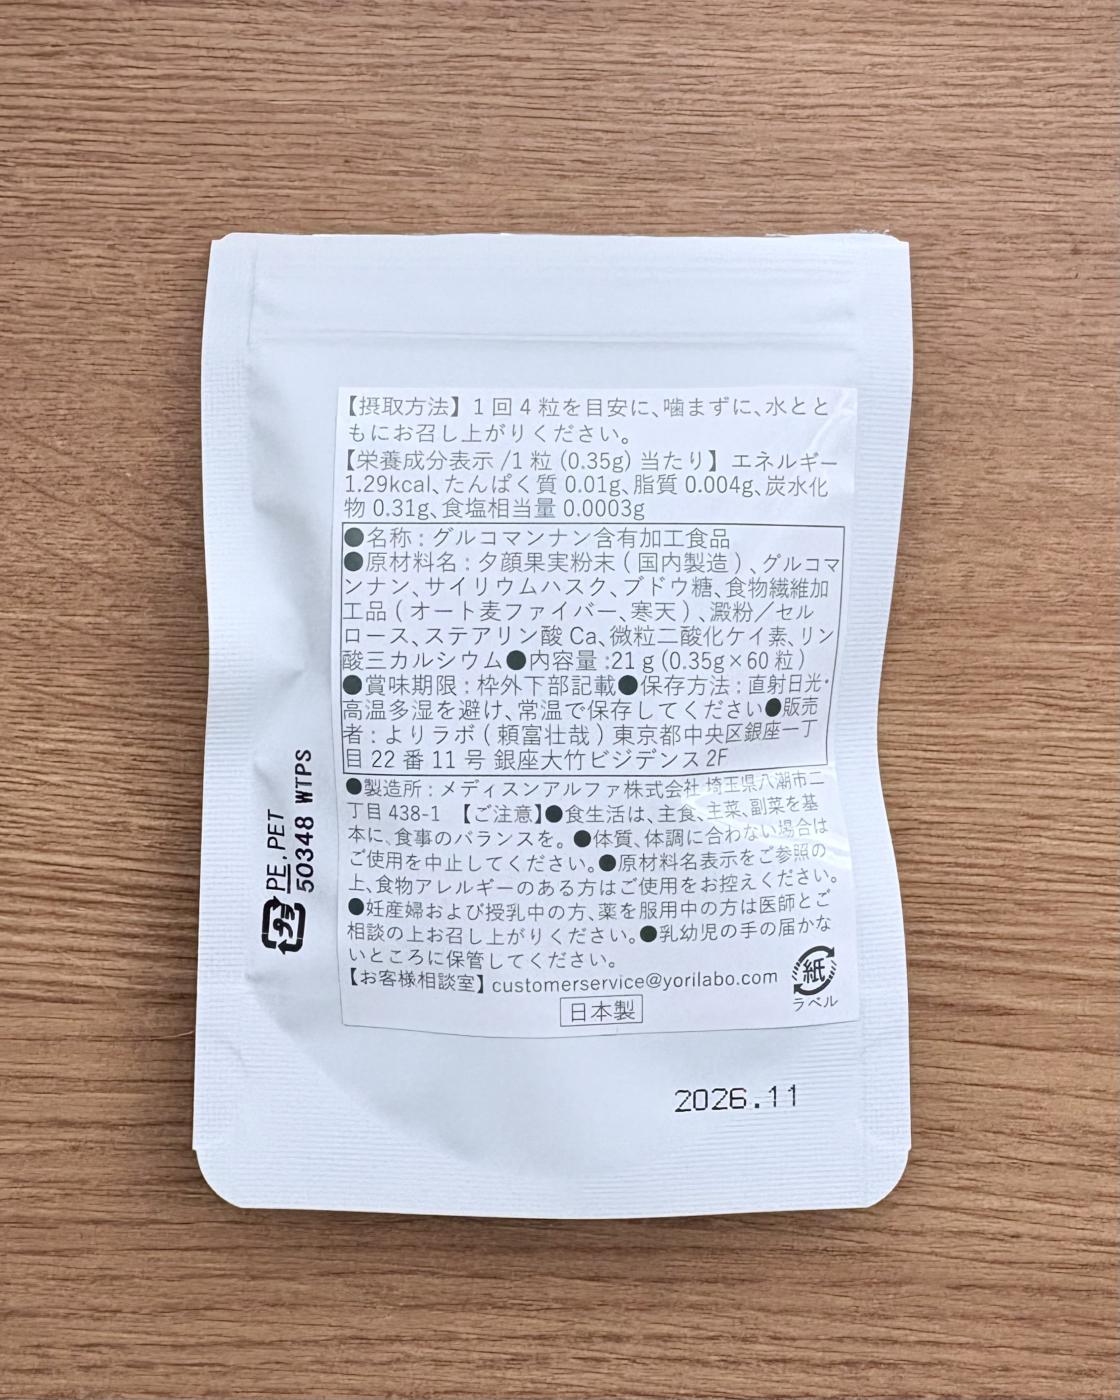 【摂取方法】1回4粒を目安に、噛まずに、水とと
もにお召し上がりください。
【栄養成分表示/1粒(0.35g)当たり】エネルギー
1.29kcal、たんぱく質0.01g、脂質0.004g、炭水化
物0.31g、食塩相当量0.0003g
●名称:グルコマンナン含有加工食品
●原材料名:夕顔果実粉末(国内製造)、グルコマ
ンナン、サイリウムハスク、ブドウ糖、食物繊維加
工品(オート麦ファイバー、寒天)、澱粉/セル
ロース、ステアリン酸Ca、微粒二酸化ケイ素、リン
酸三カルシウム●内容量:21g(0.35g×60粒)
●賞味期限:枠外下部記載●保存方法:直射日光・
高温多湿を避け、常温で保存してください●販売
者:よりラボ(頼富壮哉)東京都中央区銀座一丁
目22番11号 銀座大竹ビジデンス2F
●製造所:メディスンアルファ株式会社 埼玉県八潮市二
丁目438-1 【ご注意】●食生活は、主食、主菜、副菜を基
本に、食事のバランスを。●体質、体調に合わない場合は
ご使用を中止してください。●原材料名表示をご参照の
上、食物アレルギーのある方はご使用をお控えください。
●妊産婦および授乳中の方、薬を服用中の方は医師とご
相談の上お召し上がりください。●乳幼児の手の届かな
いところに保管してください。
【お客様相談室】customerservice@yorilabo.com
日本製
紙
ラベル
プラ
PE,PET
50348 WTPS
2026.11